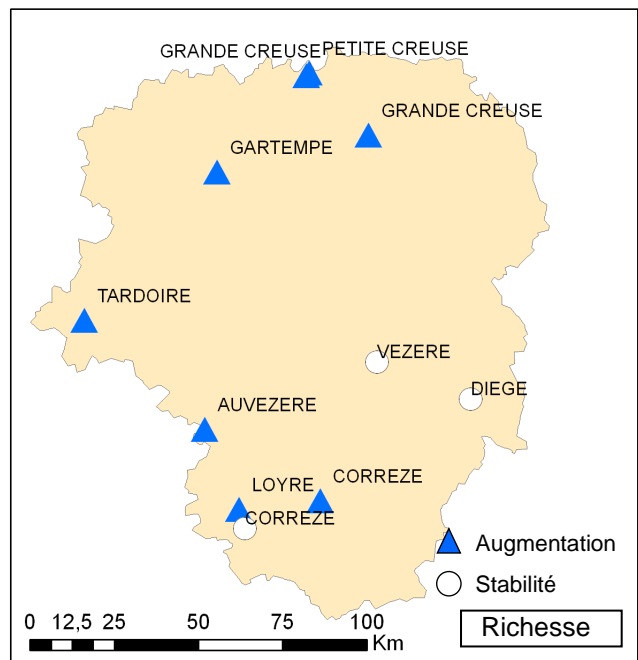 GRANDE CREUSE PETITE CREUSE
GRANDE CREUSE
GARTEMPE
TARDOIRE
VEZERE
DIEGE
AUVEZERE
LOYRE
CORREZE
CORREZE
Augmentation
Stabilité
0 12,5 25 50 75 100
Km
Richesse